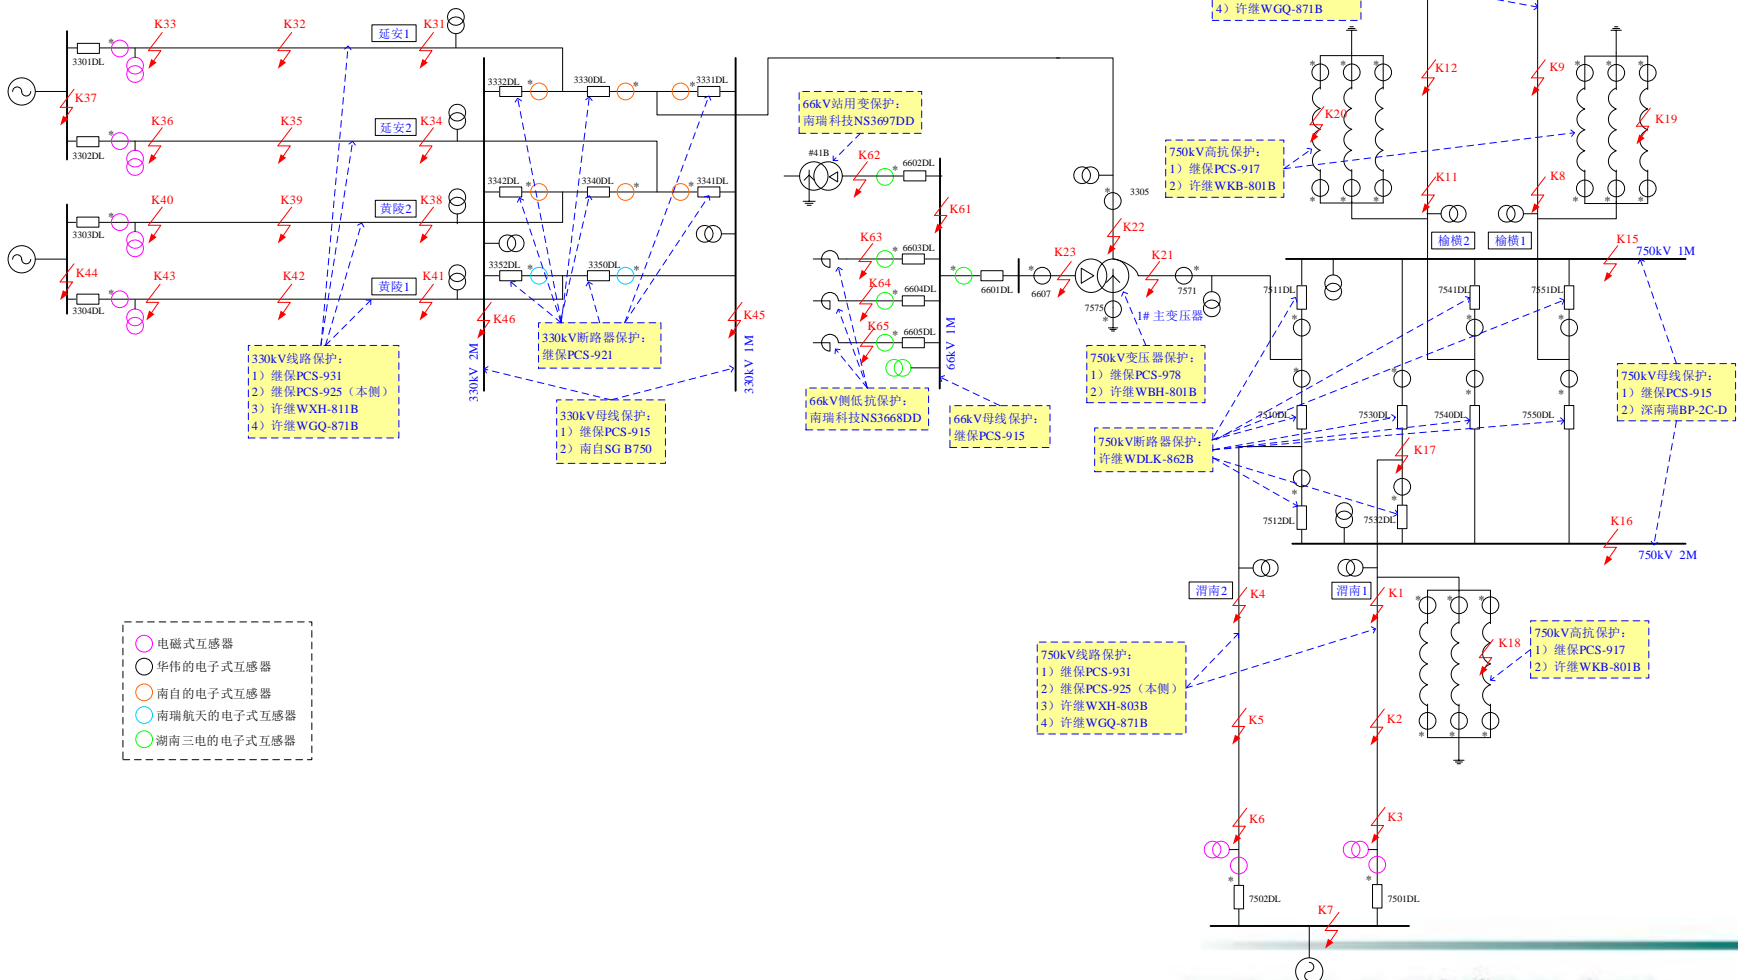 4）许继WGQ-871B
K33
K32
延安1
K31
3301DL
K37
K36
K35
延安2
K34
3302DL
K40
K39
黄陵2
K38
3303DL
K44
K43
K42
黄陵1
K41
3304DL
3332DL
3330DL
3331DL
3342DL
3340DL
3341DL
3352DL
3350DL
K46
K45
330kV 2M
330kV 1M
330kV线路保护：
1）继保PCS-931
2）继保PCS-925（本侧）
3）许继WXH-811B
4）许继WGQ-871B
330kV断路器保护：
继保PCS-921
330kV母线保护：
1）继保PCS-915
2）南自SG B750
66kV站用变保护：
南瑞科技NS3697DD
#41B
K62
6602DL
K61
K63
6603DL
K64
6604DL
K65
6605DL
6601DL
66kV 1M
66kV侧低抗保护：
南瑞科技NS3668DD
66kV母线保护：
继保PCS-915
3305
K22
K23
6607
K21
7571
7575
1# 主变压器
750kV变压器保护：
1）继保PCS-978
2）许继WBH-801B
750kV断路器保护：
许继WDLK-862B
750kV高抗保护：
1）继保PCS-917
2）许继WKB-801B
K20
K12
K9
K19
K11
K8
榆横2
榆横1
K15
750kV 1M
7511DL
7541DL
7551DL
7510DL
7530DL
7540DL
7550DL
K17
7512DL
7532DL
K16
750kV 2M
750kV母线保护：
1）继保PCS-915
2）深南瑞BP-2C-D
渭南2
K4
渭南1
K1
K18
750kV高抗保护：
1）继保PCS-917
2）许继WKB-801B
750kV线路保护：
1）继保PCS-931
2）继保PCS-925（本侧）
3）许继WXH-803B
4）许继WGQ-871B
K5
K2
K6
K3
7502DL
7501DL
K7
电磁式互感器
华伟的电子式互感器
南自的电子式互感器
南瑞航天的电子式互感器
湖南三电的电子式互感器